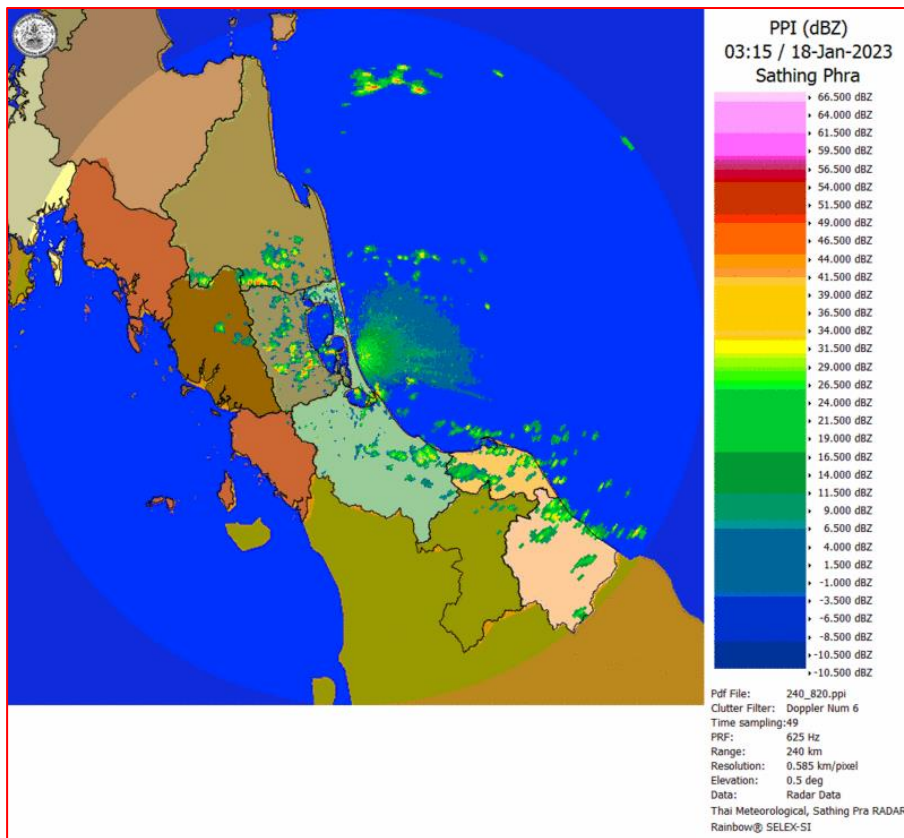 PPI (dBZ)
03:15 / 18-Jan-2023
Sathing Phra
66.500 dBZ
64.000 dBZ
61.500 dBZ
59.500 dBZ
56.500 dBZ
54.000 dBZ
51.500 dBZ
49.000 dBZ
46.500 dBZ
44.000 dBZ
41.500 dBZ
39.000 dBZ
36.500 dBZ
34.000 dBZ
31.500 dBZ
29.000 dBZ
26.500 dBZ
24.000 dBZ
21.500 dBZ
19.000 dBZ
16.500 dBZ
14.000 dBZ
11.500 dBZ
9.000 dBZ
6.500 dBZ
4.000 dBZ
1.500 dBZ
-1.000 dBZ
-3.500 dBZ
-6.500 dBZ
-8.500 dBZ
-10.500 dBZ
-10.500 dBZ
Pdf File: 240_820.ppi
Clutter Filter: Doppler Num 6
Time sampling:49
PRF: 625 Hz
Range: 240 km
Resolution: 0.585 km/pixel
Elevation: 0.5 deg
Data: Radar Data
Thai Meteorological, Sathing Pra RADAR
Rainbow® SELEX-SI